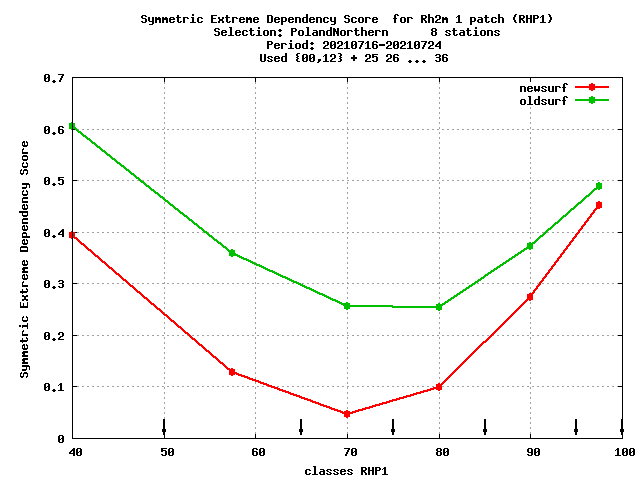 Symmetric Extreme Dependency Score  for Rh2m 1 patch (RHP1)
Selection: PolandNorthern      8 stations
Period: 20210716-20210724
Used {00,12} + 25 26 ... 36
newsurf
oldsurf
0.7
0.6
0.5
0.4
0.3
0.2
0.1
0
Symmetric Extreme Dependency Score
40 50 60 70 80 90 100
classes RHP1